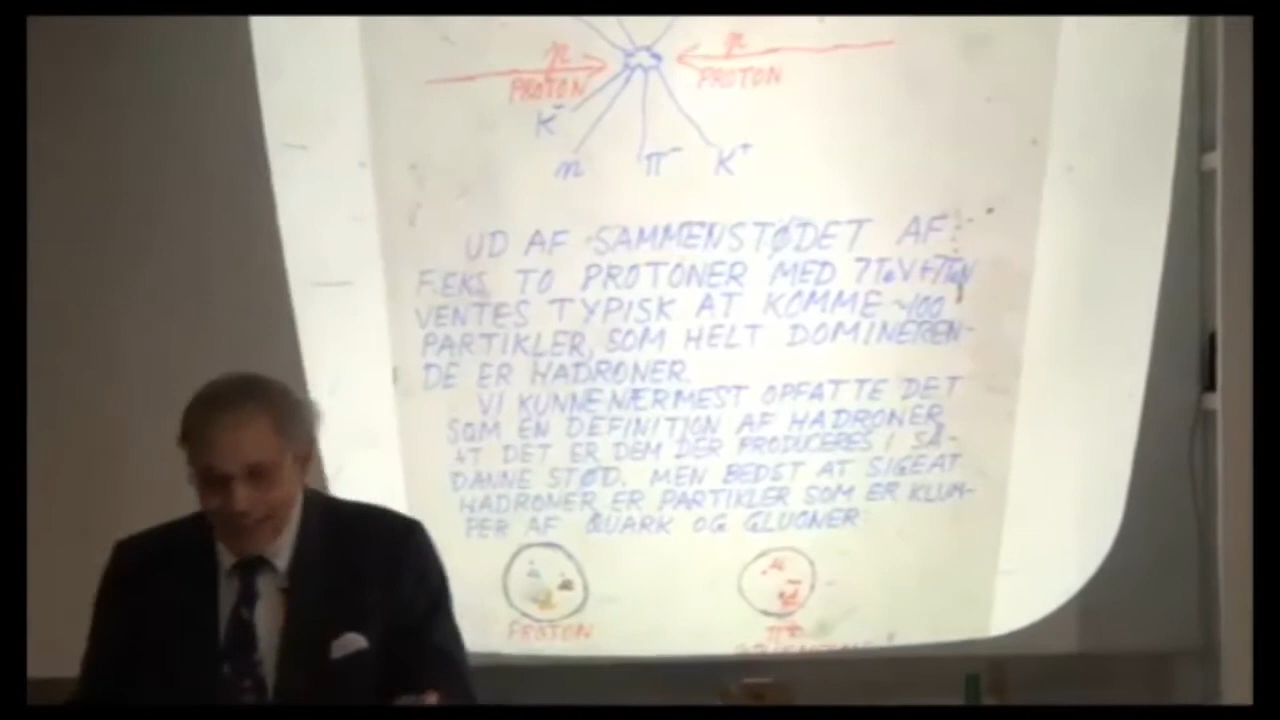 p p
PROTON PROTON
K⁻
n π⁻ K⁺
UD AF SAMMENSTØDET AF
F.EKS. TO PROTONER MED 7TeV+7TeV
VENTES TYPISK AT KOMME ~100
PARTIKLER, SOM HELT DOMINEREN-
DE ER HADRONER.
VI KUNNE NÆRMEST OPFATTE DET
SOM EN DEFINITION AF HADRONER,
AT DET ER DEM DER PRODUCERES I SÅ-
DANNE STØD. MEN BEDST AT SIGE AT
HADRONER ER PARTIKLER SOM ER KLUM-
PER AF QUARK OG GLUONER
PROTON